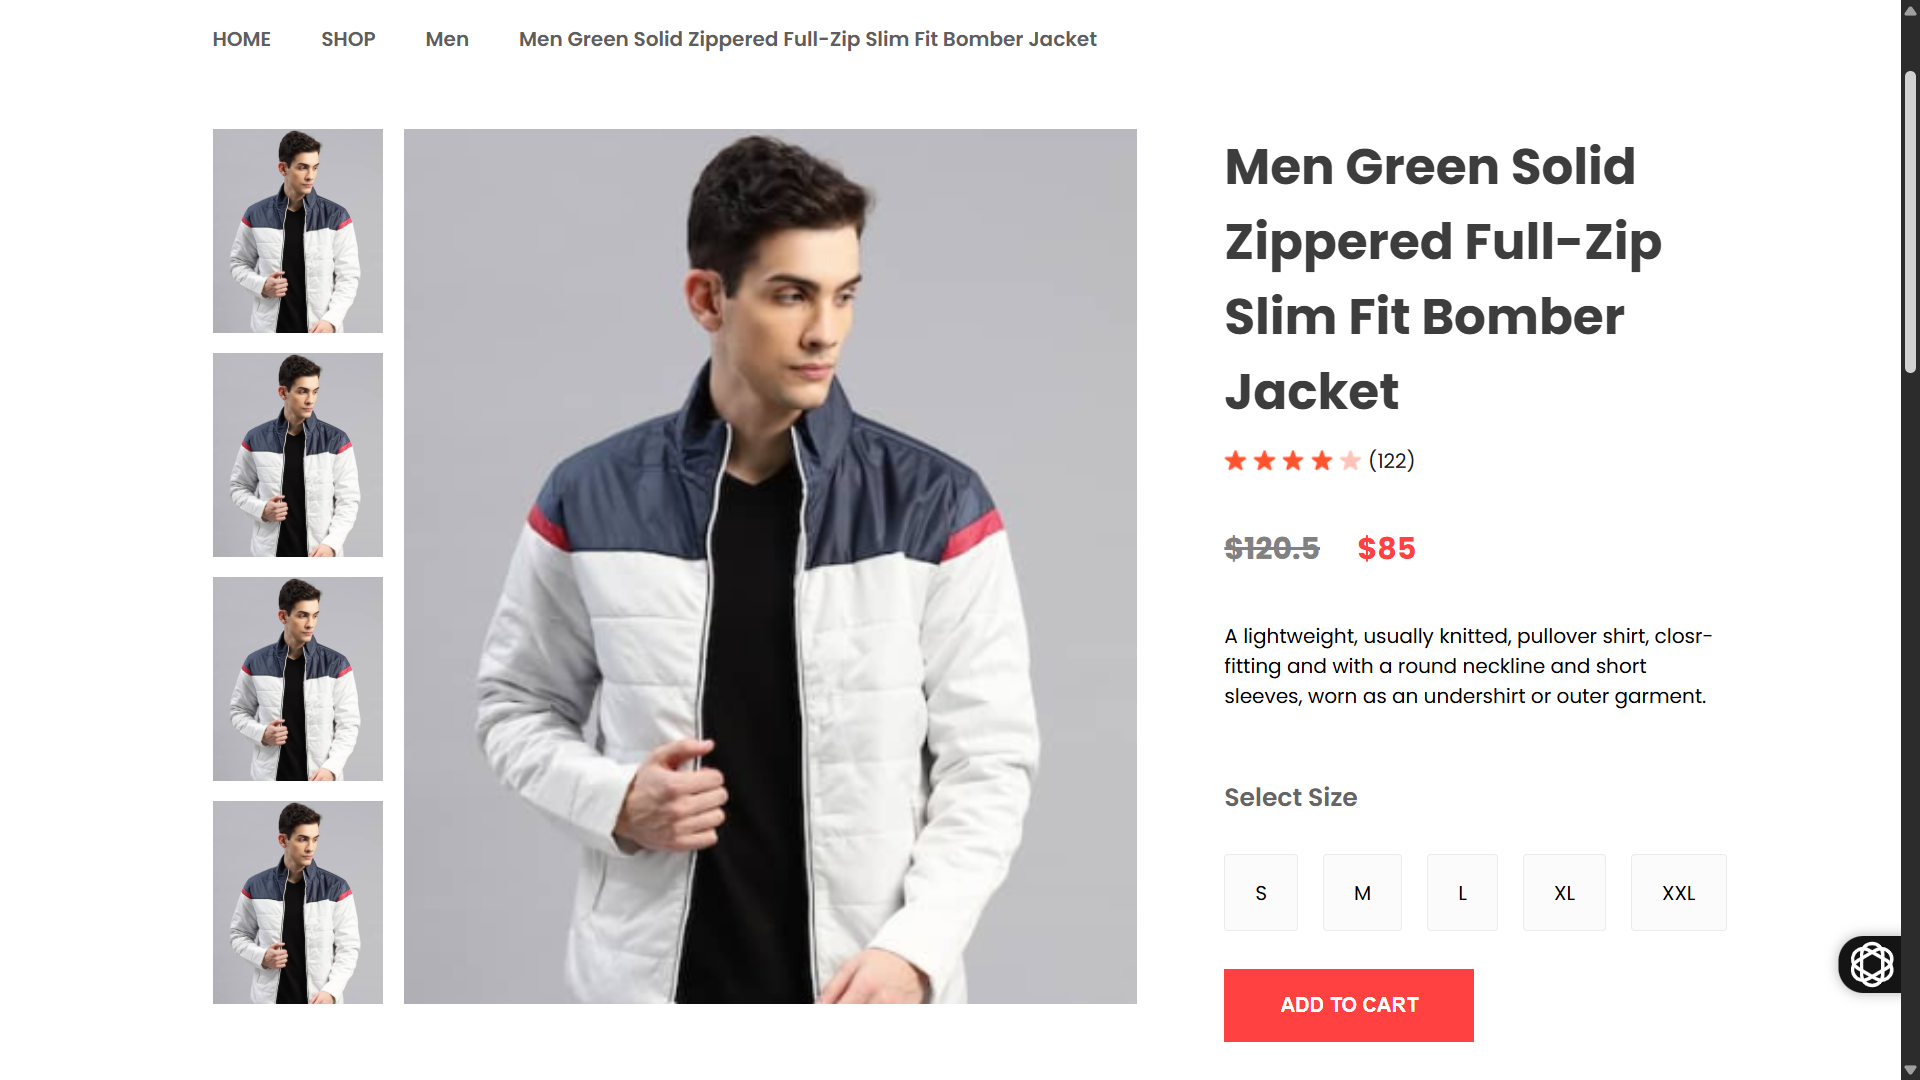 HOME SHOP Men Men Green Solid Zippered Full-Zip Slim Fit Bomber Jacket
Men Green Solid
Zippered Full-Zip
Slim Fit Bomber
Jacket
(122)
$120.5 $85
A lightweight, usually knitted, pullover shirt, closr-
fitting and with a round neckline and short
sleeves, worn as an undershirt or outer garment.
Select Size
S M L XL XXL
ADD TO CART